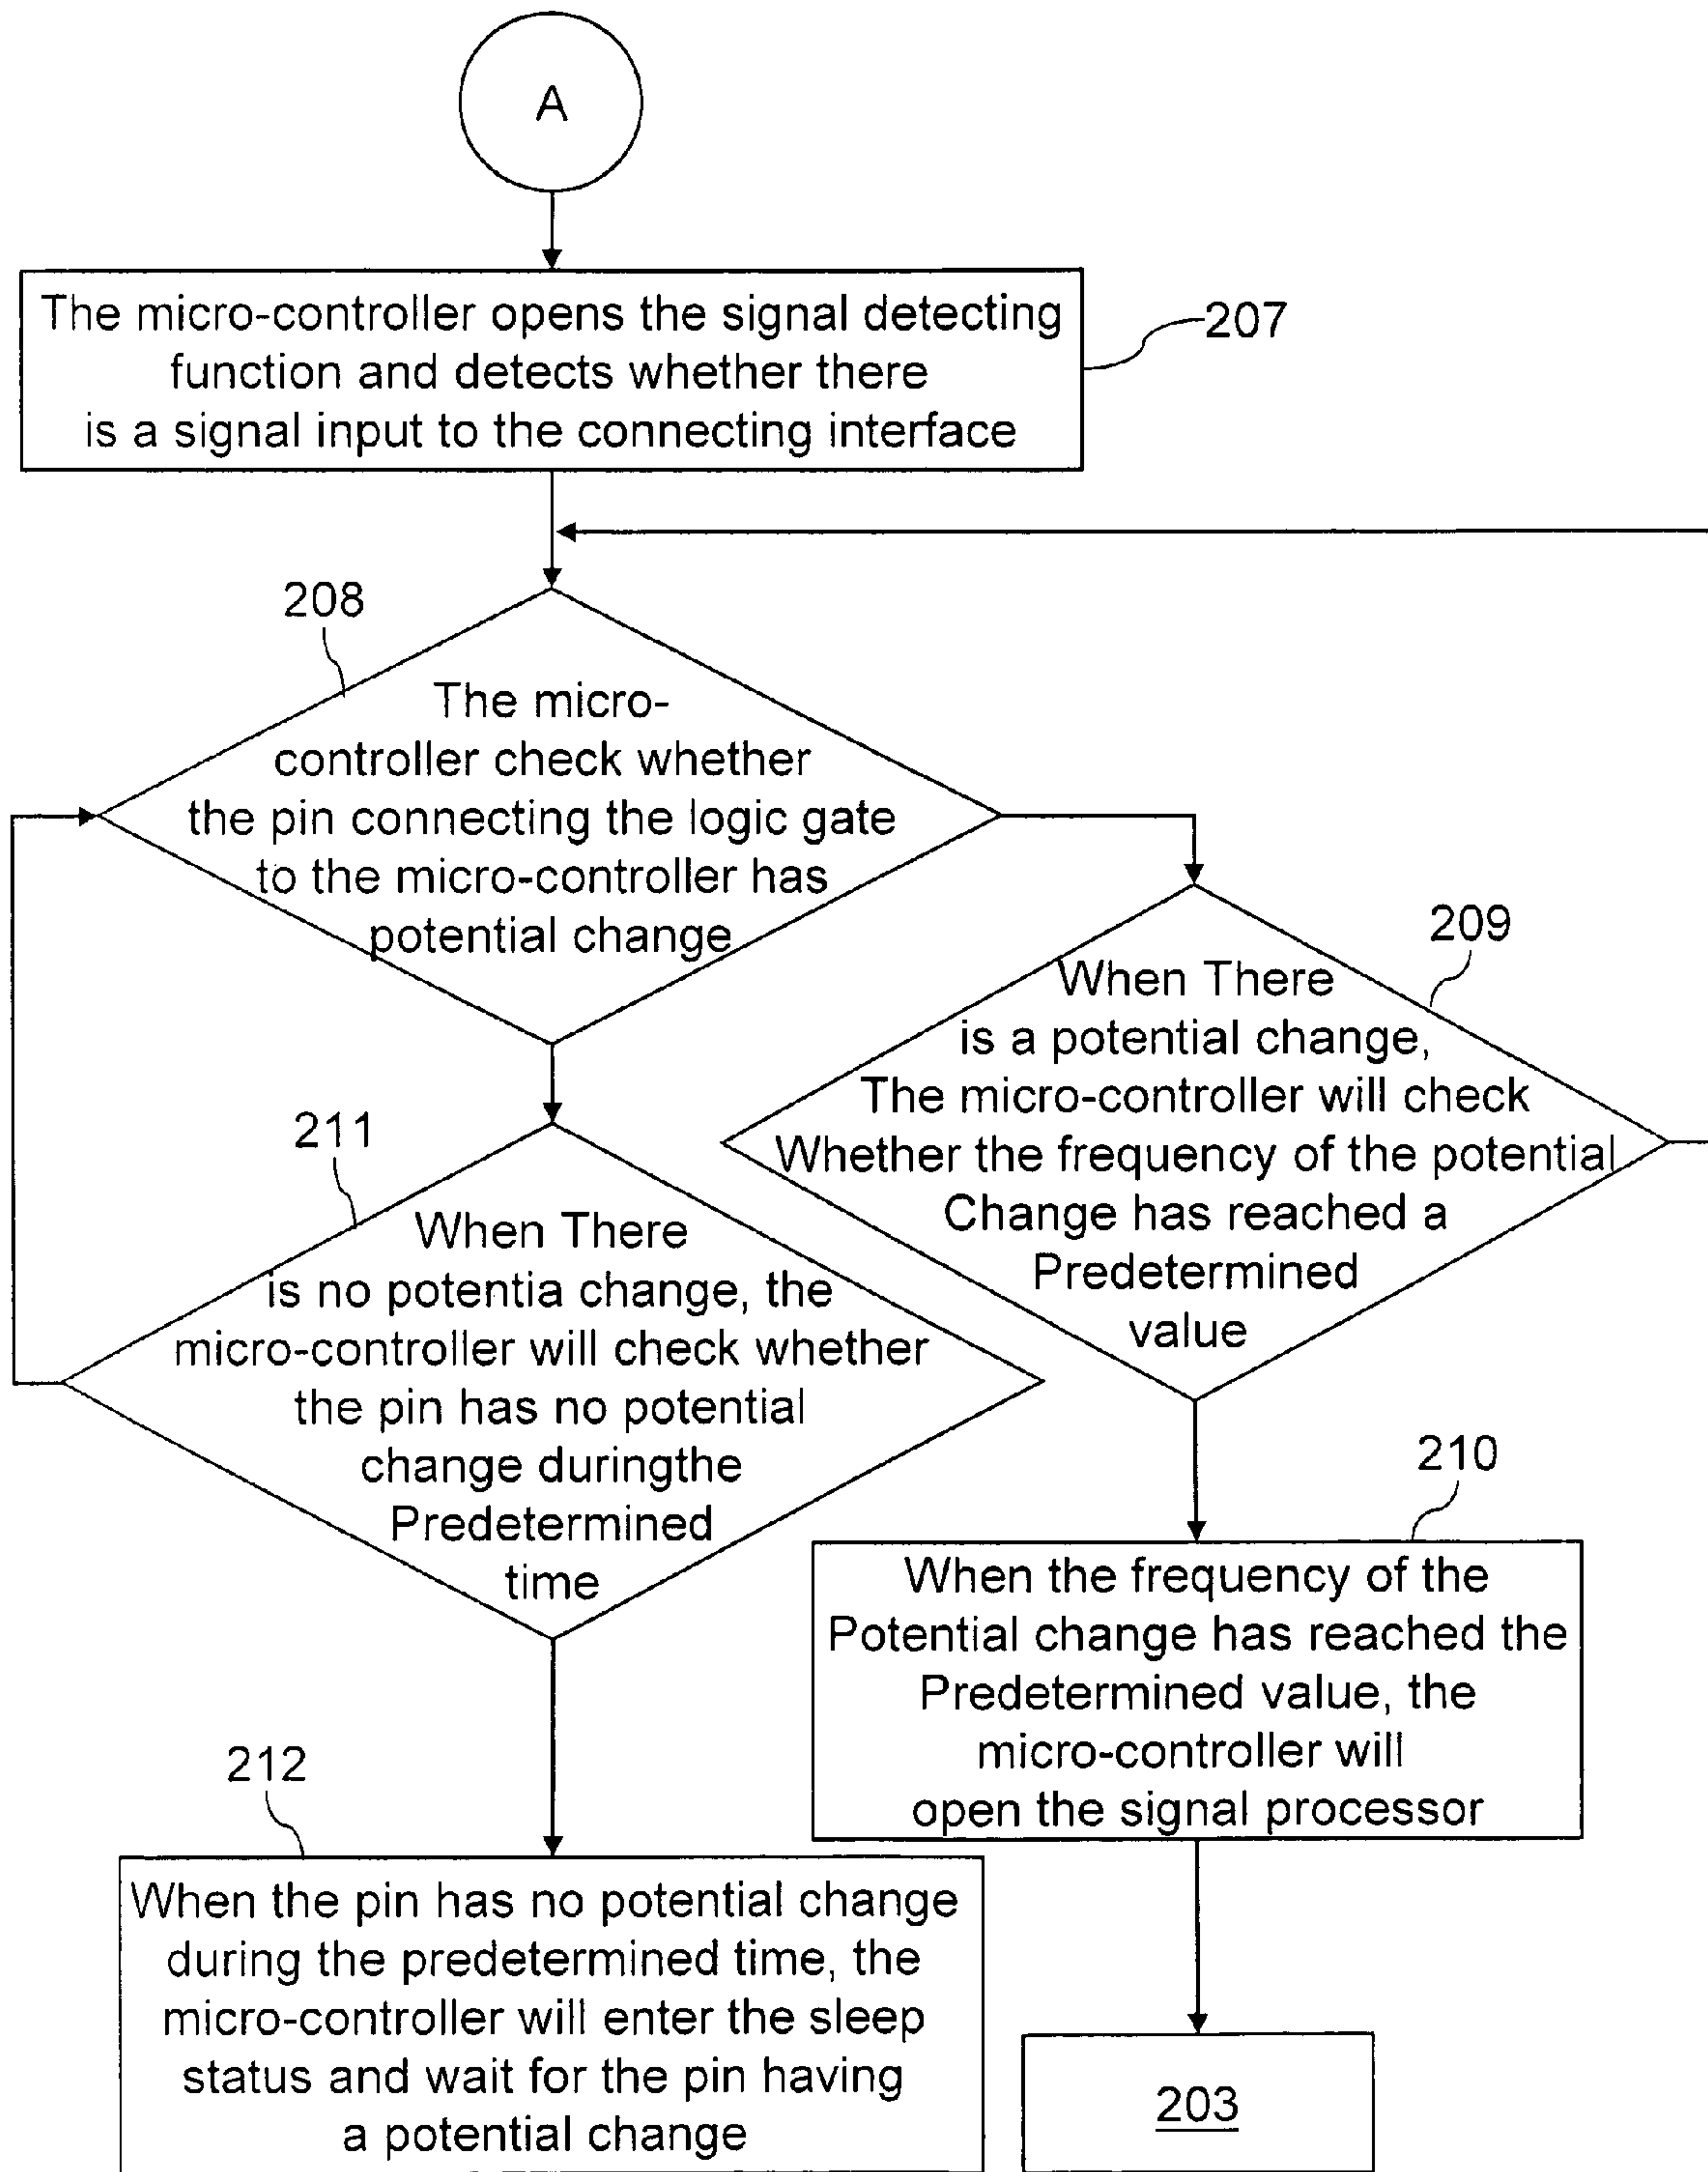 A
The micro-controller opens the signal detecting
function and detects whether there
is a signal input to the connecting interface
207
208
The micro-
controller check whether
the pin connecting the logic gate
to the micro-controller has
potential change
209
When There
is a potential change,
The micro-controller will check
Whether the frequency of the potential
Change has reached a
Predetermined
value
211
When There
is no potentia change, the
micro-controller will check whether
the pin has no potential
change duringthe
Predetermined
time
210
When the frequency of the
Potential change has reached the
Predetermined value, the
micro-controller will
open the signal processor
212
When the pin has no potential change
during the predetermined time, the
micro-controller will enter the sleep
status and wait for the pin having
a potential change
203